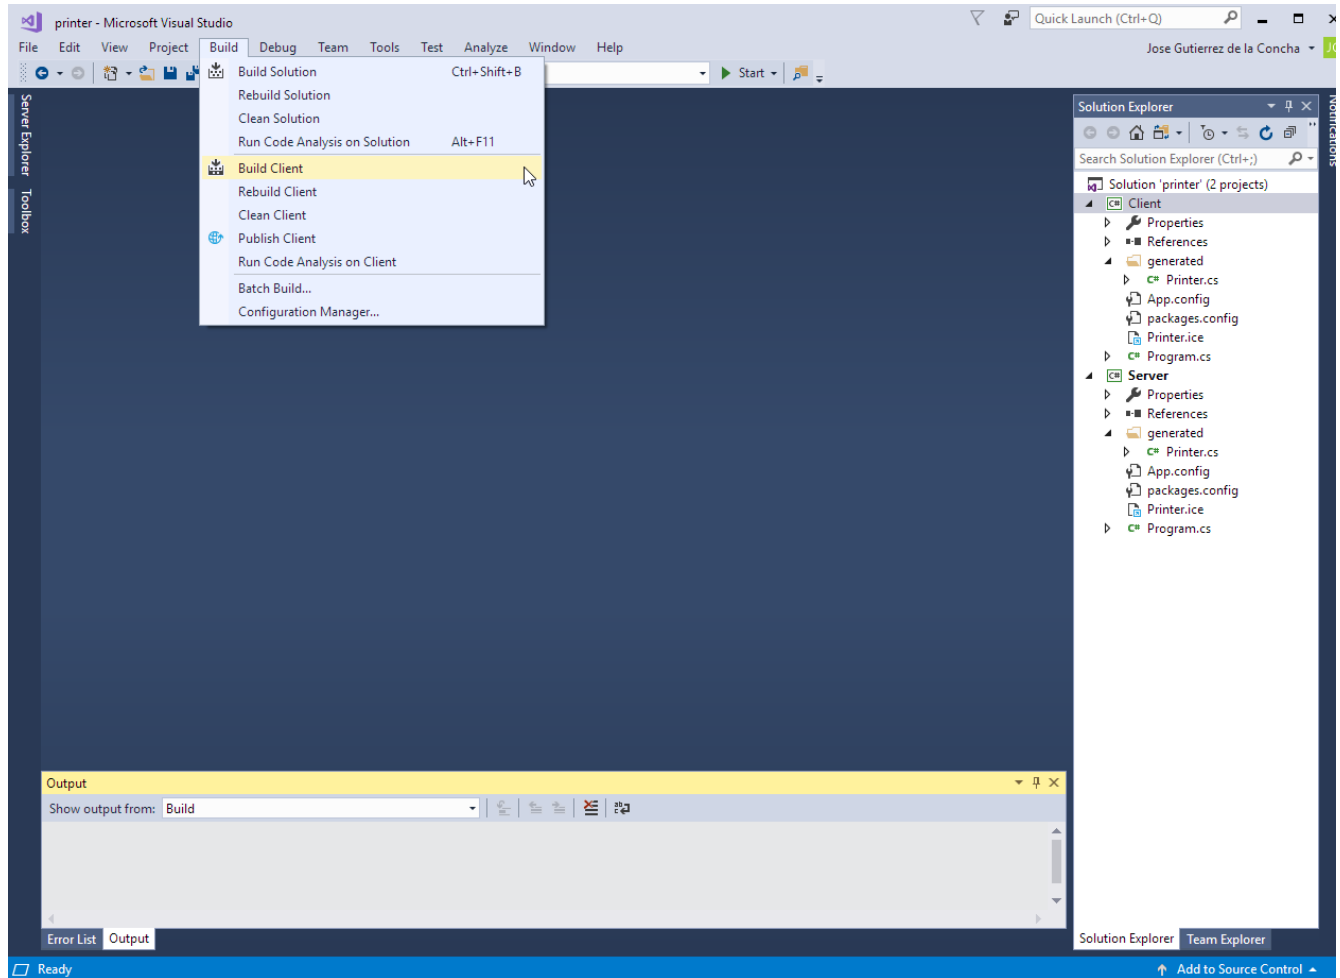 printer - Microsoft Visual Studio
Quick Launch (Ctrl+Q)
File Edit View Project Build Debug Team Tools Test Analyze Window Help
Jose Gutierrez de la Concha
Start
Build Solution Ctrl+Shift+B
Rebuild Solution
Clean Solution
Run Code Analysis on Solution Alt+F11
Build Client
Rebuild Client
Clean Client
Publish Client
Run Code Analysis on Client
Batch Build...
Configuration Manager...
Server Explorer
Toolbox
Notifications
Solution Explorer
Search Solution Explorer (Ctrl+;)
Solution 'printer' (2 projects)
C# Client
Properties
References
generated
C# Printer.cs
App.config
packages.config
Printer.ice
C# Program.cs
C# Server
Properties
References
generated
C# Printer.cs
App.config
packages.config
Printer.ice
C# Program.cs
Output
Show output from: Build
Error List Output
Solution Explorer Team Explorer
Ready
Add to Source Control